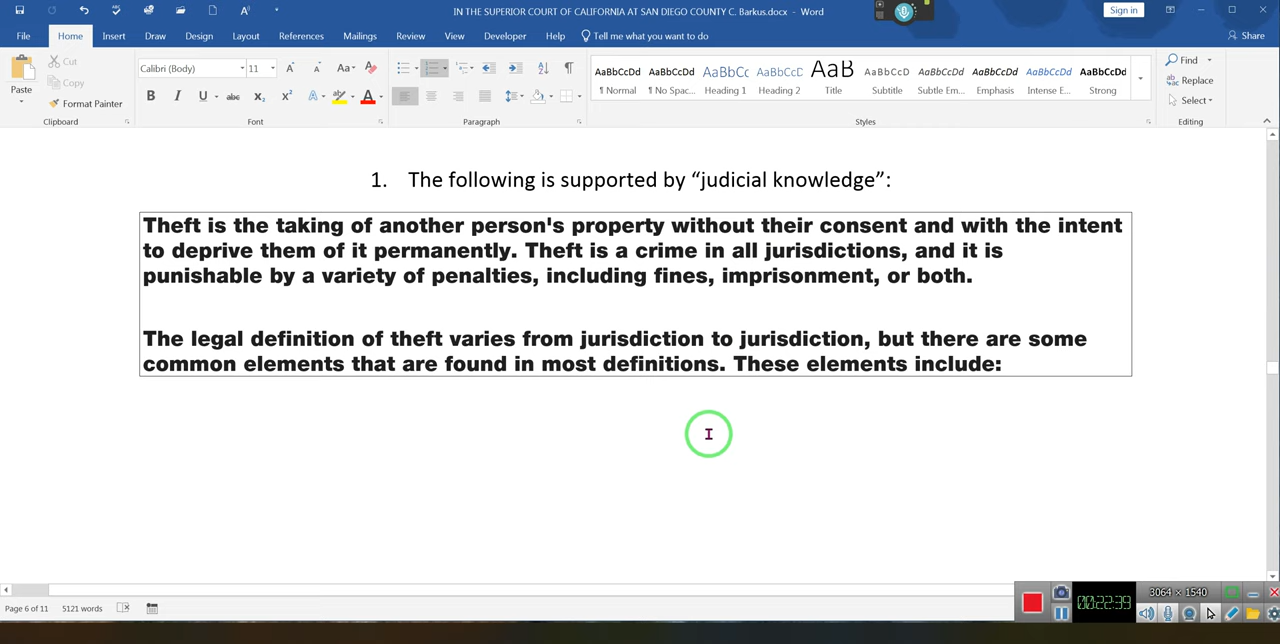 IN THE SUPERIOR COURT OF CALIFORNIA AT SAN DIEGO COUNTY C. Barkus.docx - Word
Sign in
File Home Insert Draw Design Layout References Mailings Review View Developer Help Tell me what you want to do
Share
Paste
Cut
Copy
Format Painter
Clipboard
Calibri (Body) 11
Font
Paragraph
AaBbCcDd AaBbCcDd AaBbCc AaBbCcD AaB AaBbCcD AaBbCcDd AaBbCcDd AaBbCcDd AaBbCcDd
¶ Normal ¶ No Spac... Heading 1 Heading 2 Title Subtitle Subtle Em... Emphasis Intense E... Strong
Styles
Find
Replace
Select
Editing
1. The following is supported by “judicial knowledge”:
Theft is the taking of another person's property without their consent and with the intent
to deprive them of it permanently. Theft is a crime in all jurisdictions, and it is
punishable by a variety of penalties, including fines, imprisonment, or both.
The legal definition of theft varies from jurisdiction to jurisdiction, but there are some
common elements that are found in most definitions. These elements include:
Page 6 of 11 5121 words
00:22:39
3064 × 1540